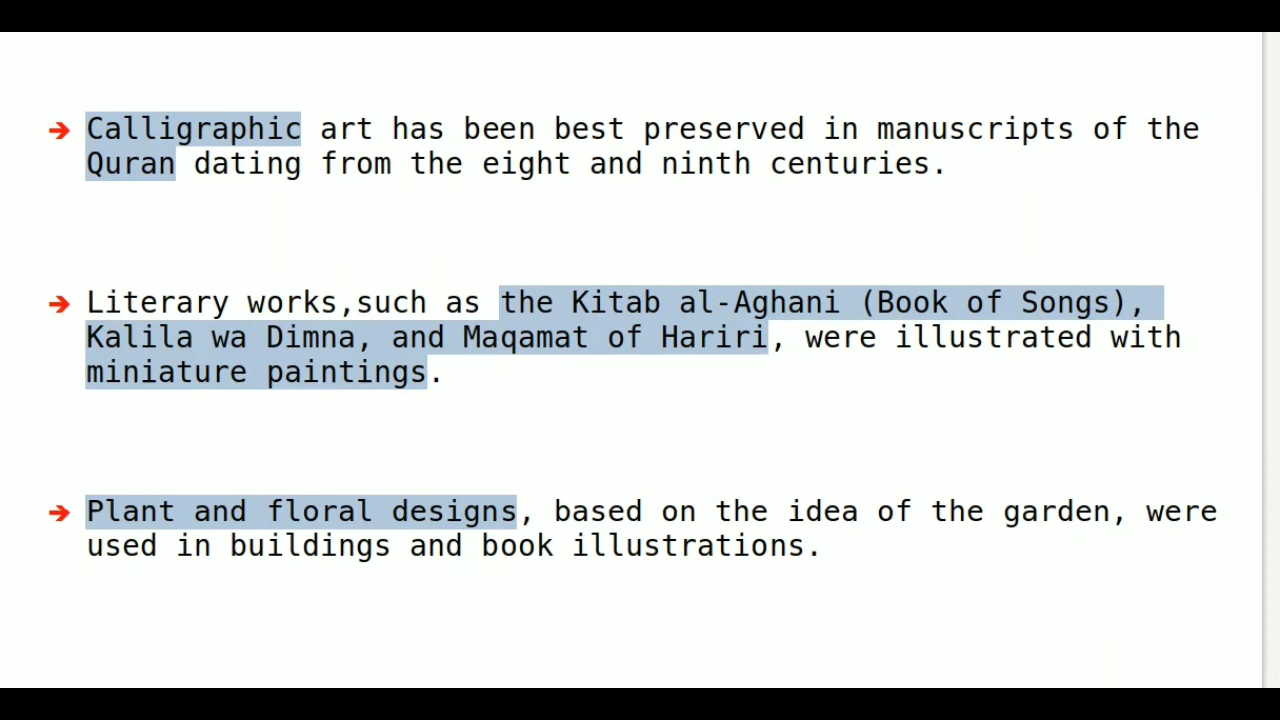 ➔ Calligraphic art has been best preserved in manuscripts of the
Quran dating from the eight and ninth centuries.
➔ Literary works,such as the Kitab al-Aghani (Book of Songs),
Kalila wa Dimna, and Maqamat of Hariri, were illustrated with
miniature paintings.
➔ Plant and floral designs, based on the idea of the garden, were
used in buildings and book illustrations.